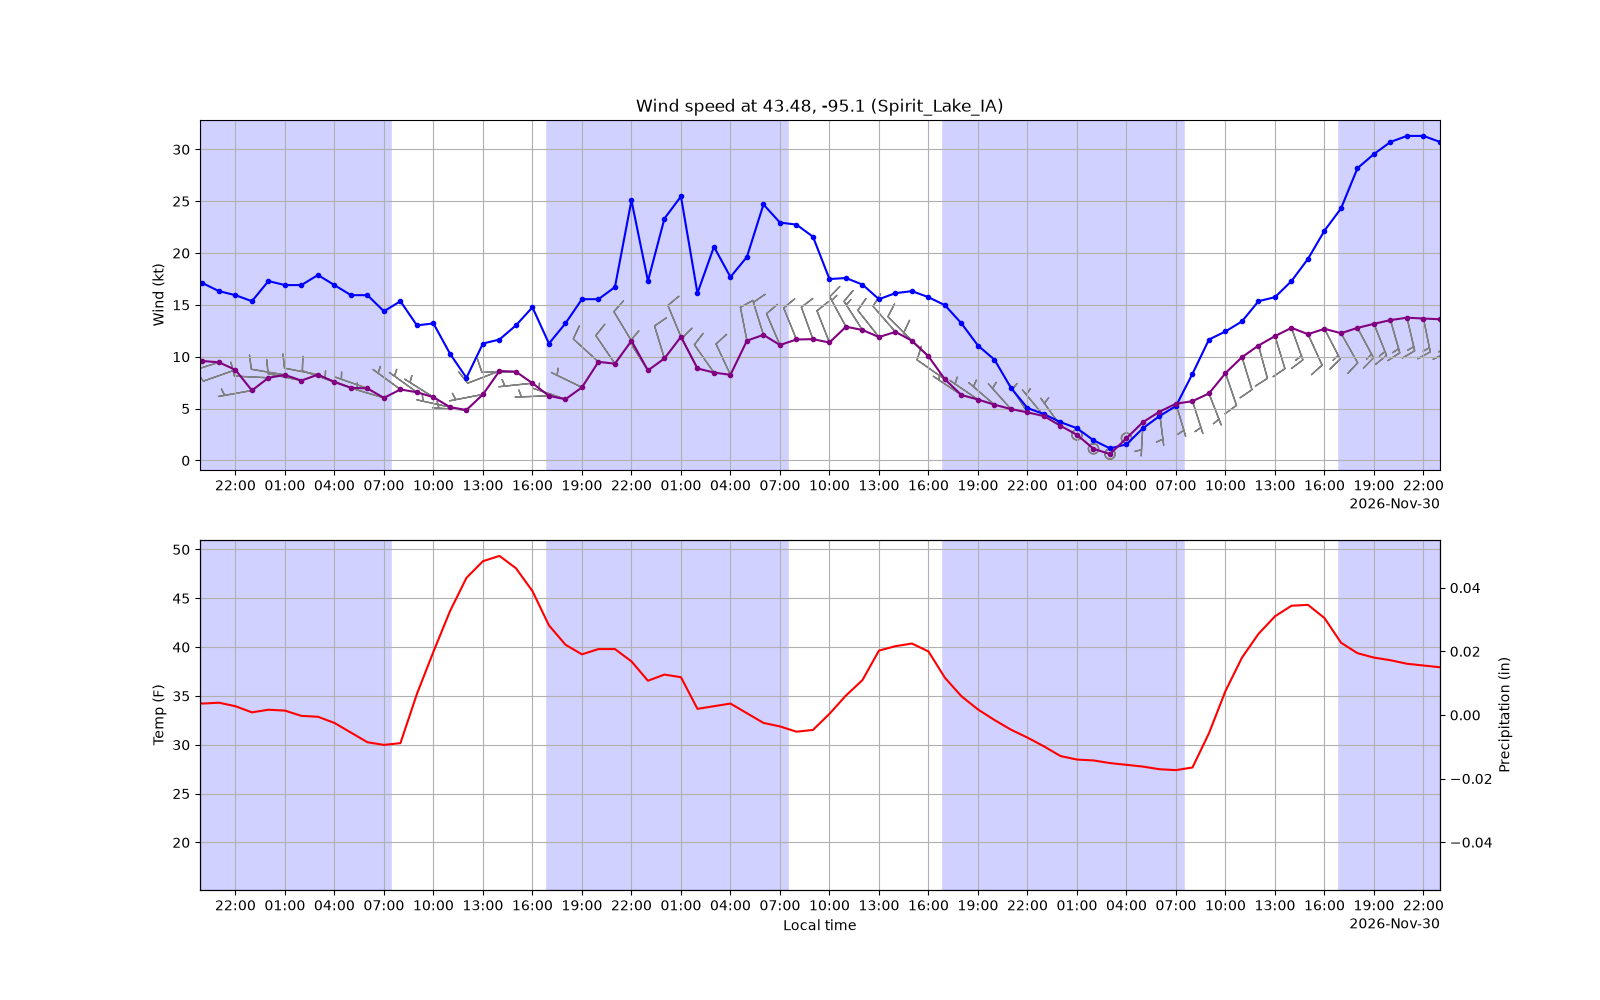 Wind speed at 43.48, -95.1 (Spirit_Lake_IA)
Wind (kt)
30
25
20
15
10
5
0
22:00 01:00 04:00 07:00 10:00 13:00 16:00 19:00 22:00 01:00 04:00 07:00 10:00 13:00 16:00 19:00 22:00 01:00 04:00 07:00 10:00 13:00 16:00 19:00 22:00
2026-Nov-30
Temp (F)
50
45
40
35
30
25
20
0.04
0.02
0.00
−0.02
−0.04
Precipitation (in)
22:00 01:00 04:00 07:00 10:00 13:00 16:00 19:00 22:00 01:00 04:00 07:00 10:00 13:00 16:00 19:00 22:00 01:00 04:00 07:00 10:00 13:00 16:00 19:00 22:00
Local time
2026-Nov-30